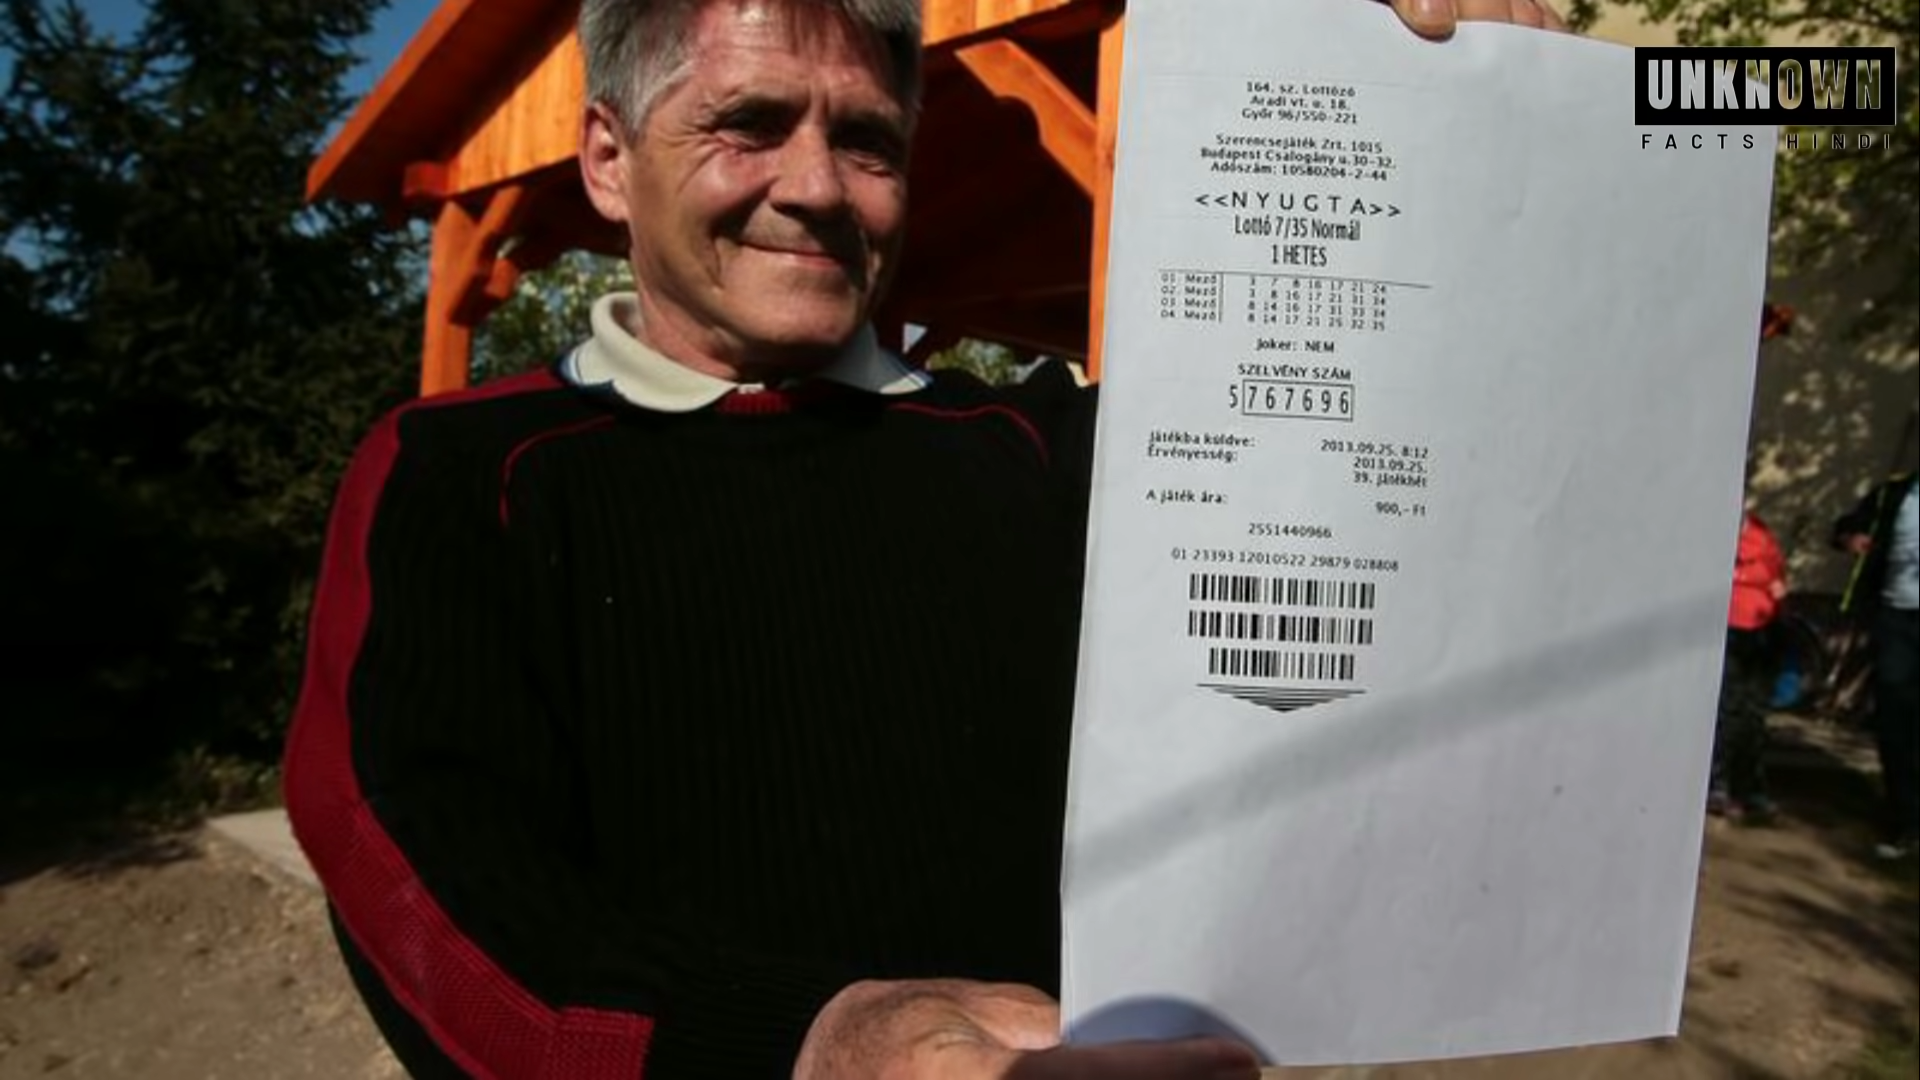 UNKNOWN
FACTS HINDI
164. sz. Lottózó
Aradi vt. u. 18.
Győr 96/550-221
Szerencsejáték Zrt. 1015
Budapest Csalogány u.30-32.
Adószám: 10580204-2-44
<<NYUGTA>>
Lottó 7/35 Normál
1 HETES
01. Mező 3 7 8 16 17 21 24
02. Mező 3 8 16 17 21 31 34
03. Mező 8 14 16 17 31 33 34
04. Mező 8 14 17 21 25 32 35
Joker: NEM
SZELVÉNY SZÁM
5 767696
Játékba küldve: 2013.09.25. 8:12
Érvényesség: 2013.09.25.
39. játékhét
A játék ára: 900,- Ft
2551440966
01 23393 12010522 29879 028808